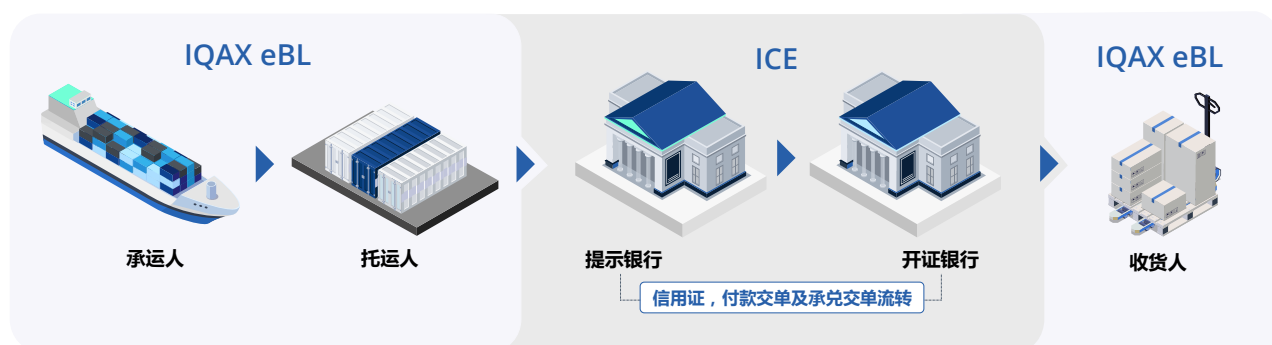 IQAX eBL
ICE
IQAX eBL
承运人
托运人
提示银行
开证银行
收货人
信用证，付款交单及承兑交单流转